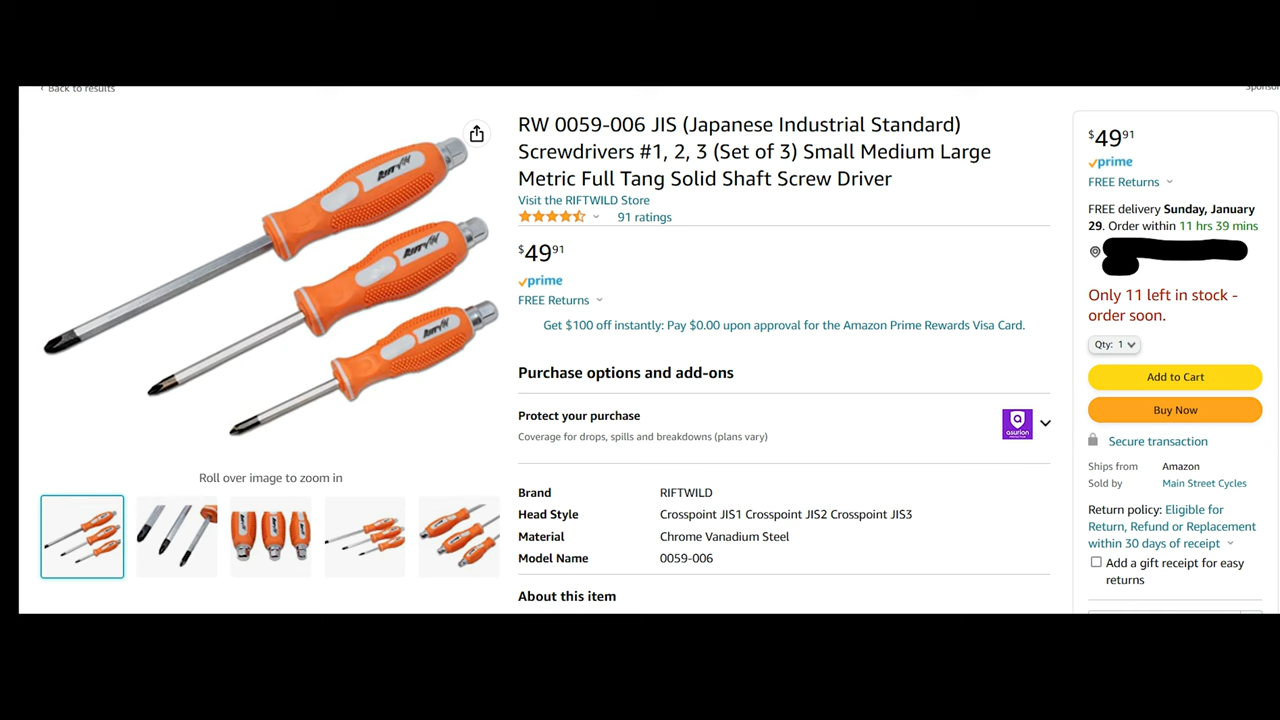 ‹ Back to results
Sponsor
RW 0059-006 JIS (Japanese Industrial Standard)
Screwdrivers #1, 2, 3 (Set of 3) Small Medium Large
Metric Full Tang Solid Shaft Screw Driver
Visit the RIFTWILD Store
91 ratings
$49 91
prime
FREE Returns
Get $100 off instantly: Pay $0.00 upon approval for the Amazon Prime Rewards Visa Card.
Purchase options and add-ons
Protect your purchase
Coverage for drops, spills and breakdowns (plans vary)
asurion
Brand RIFTWILD
Head Style Crosspoint JIS1 Crosspoint JIS2 Crosspoint JIS3
Material Chrome Vanadium Steel
Model Name 0059-006
About this item
Roll over image to zoom in
$49 91
prime
FREE Returns
FREE delivery Sunday, January
29. Order within 11 hrs 39 mins
Only 11 left in stock -
order soon.
Qty: 1
Add to Cart
Buy Now
Secure transaction
Ships from Amazon
Sold by Main Street Cycles
Return policy: Eligible for
Return, Refund or Replacement
within 30 days of receipt
Add a gift receipt for easy
returns